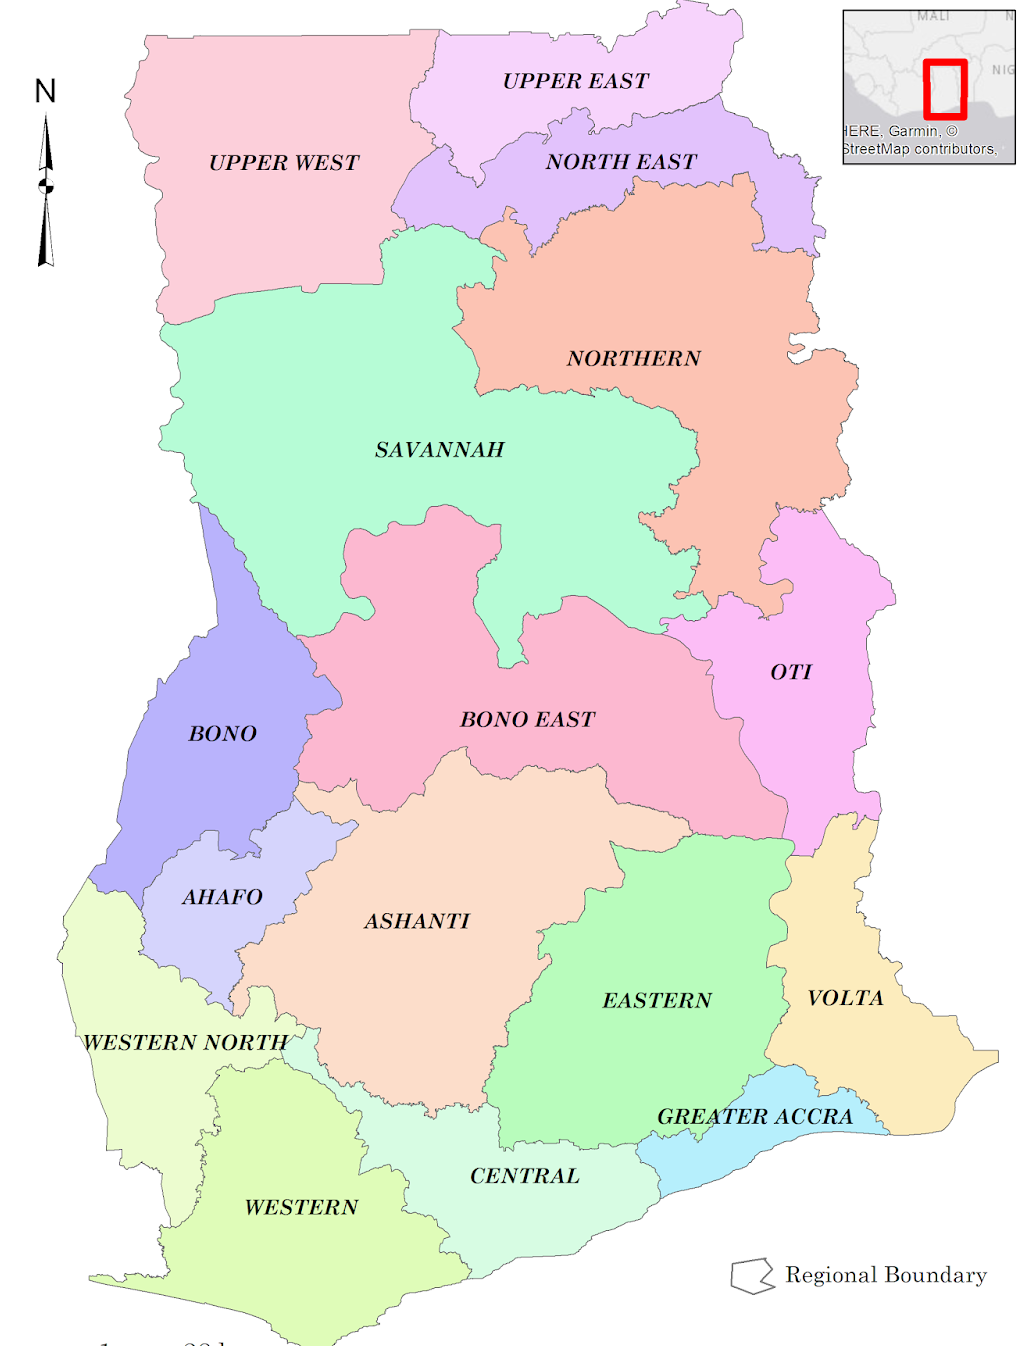 MALI
N
NIG
HERE, Garmin, ©
StreetMap contributors,
N
UPPER EAST
UPPER WEST
NORTH EAST
NORTHERN
SAVANNAH
OTI
BONO EAST
BONO
AHAFO
ASHANTI
EASTERN
VOLTA
WESTERN NORTH
GREATER ACCRA
CENTRAL
WESTERN
Regional Boundary